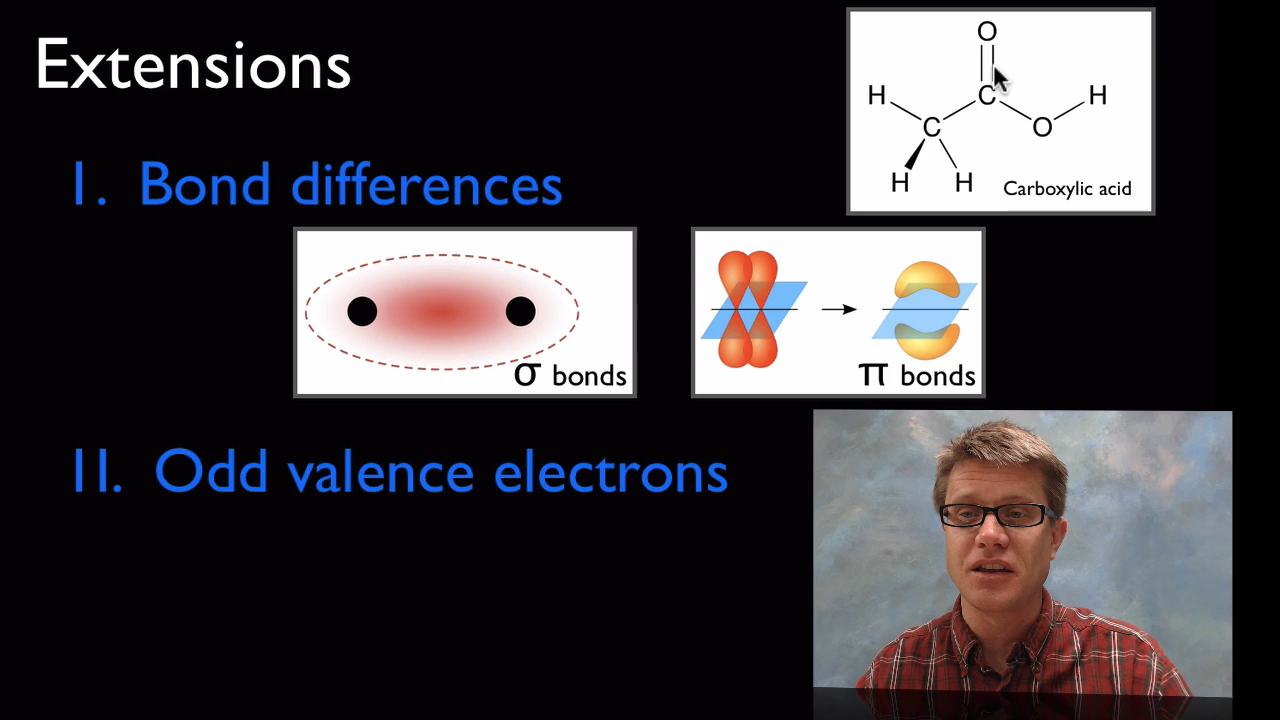 Extensions
O
H C H
C O
H H Carboxylic acid
I. Bond differences
σ bonds
π bonds
II. Odd valence electrons